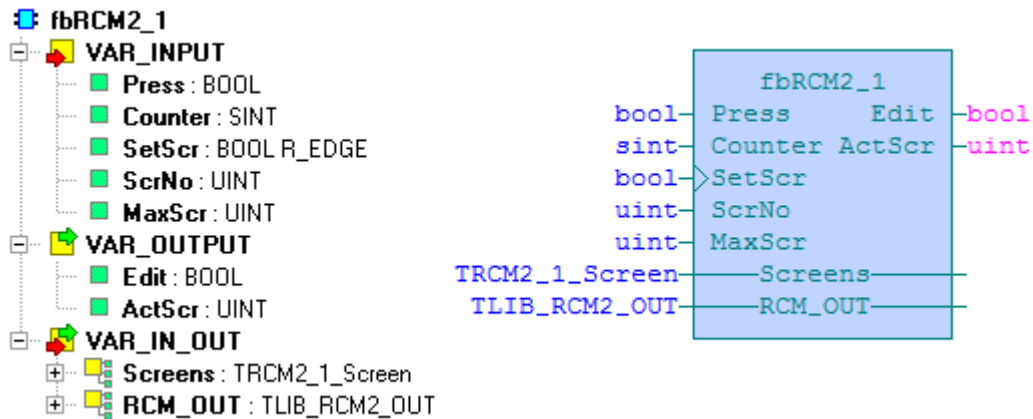 fbRCM2_1
VAR_INPUT
Press : BOOL
Counter : SINT
SetScr : BOOL R_EDGE
ScrNo : UINT
MaxScr : UINT
VAR_OUTPUT
Edit : BOOL
ActScr : UINT
VAR_IN_OUT
Screens : TRCM2_1_Screen
RCM_OUT : TLIB_RCM2_OUT
fbRCM2_1
bool Press Edit bool
sint Counter ActScr uint
bool SetScr
uint ScrNo
uint MaxScr
TRCM2_1_Screen Screens
TLIB_RCM2_OUT RCM_OUT